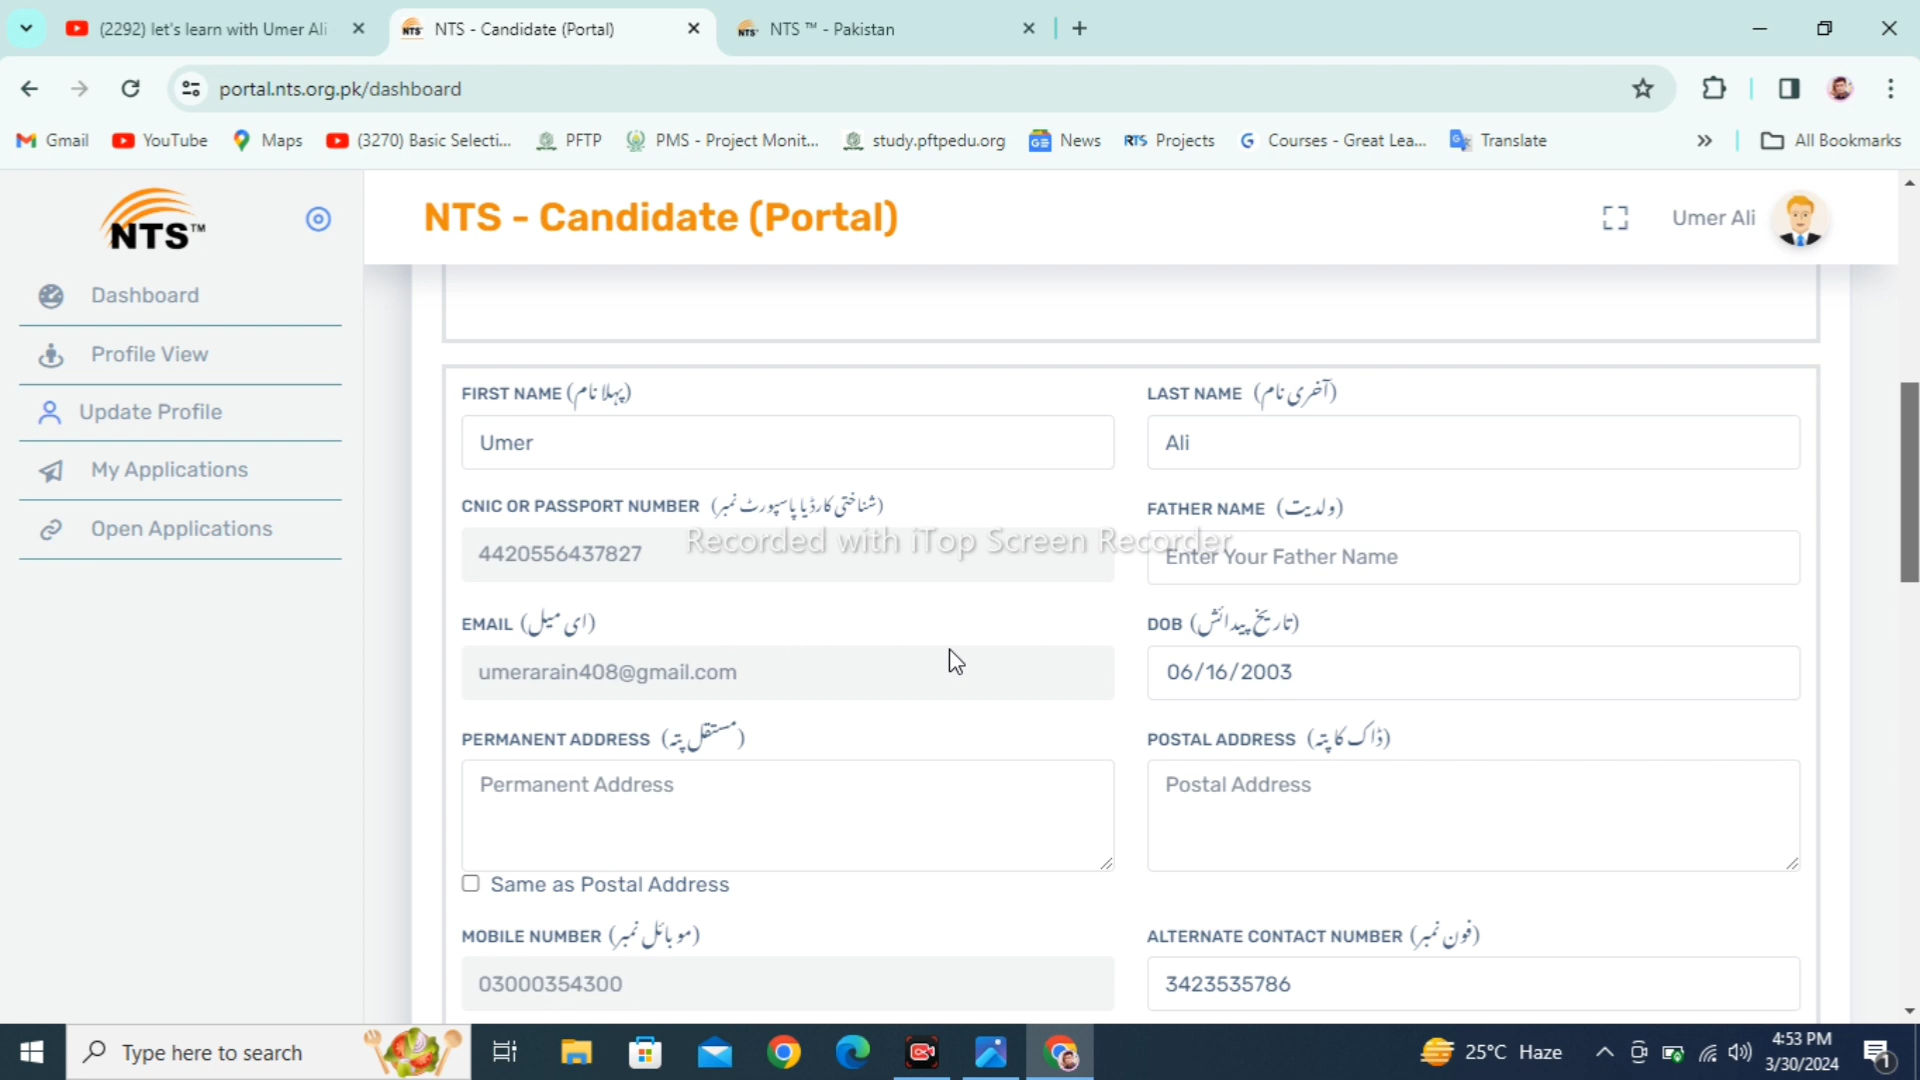 (2292) let's learn with Umer Ali
NTS - Candidate (Portal)
NTS ™ - Pakistan
portal.nts.org.pk/dashboard
Gmail
YouTube
Maps
(3270) Basic Selecti...
PFTP
PMS - Project Monit...
study.pftpedu.org
News
RTS Projects
Courses - Great Lea...
Translate
All Bookmarks
NTS™
NTS - Candidate (Portal)
Umer Ali
Dashboard
Profile View
Update Profile
My Applications
Open Applications
FIRST NAME (پہلا نام)
LAST NAME (آخری نام)
Umer
Ali
CNIC OR PASSPORT NUMBER (شناختی کارڈ یا پاسپورٹ نمبر)
FATHER NAME (ولدیت)
4420556437827
Recorded with iTop Screen Recorder
Enter Your Father Name
EMAIL (ای میل)
DOB (تاریخ پیدائش)
umerarain408@gmail.com
06/16/2003
PERMANENT ADDRESS (مستقل پتہ)
POSTAL ADDRESS (ڈاک کا پتہ)
Permanent Address
Postal Address
Same as Postal Address
MOBILE NUMBER (موبائل نمبر)
ALTERNATE CONTACT NUMBER (فون نمبر)
03000354300
3423535786
Type here to search
25°C Haze
4:53 PM
3/30/2024
1